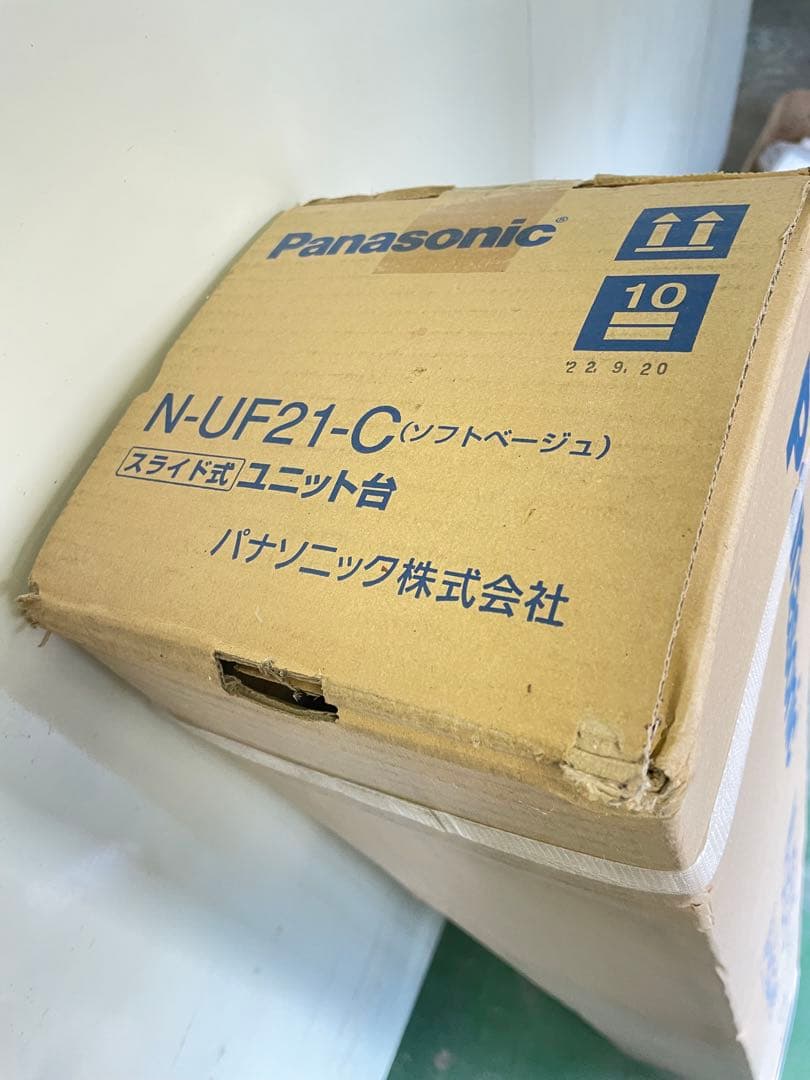 Panasonic®
10
'22. 9. 20
N-UF21-C(ソフトベージュ)
スライド式 ユニット台
パナソニック株式会社